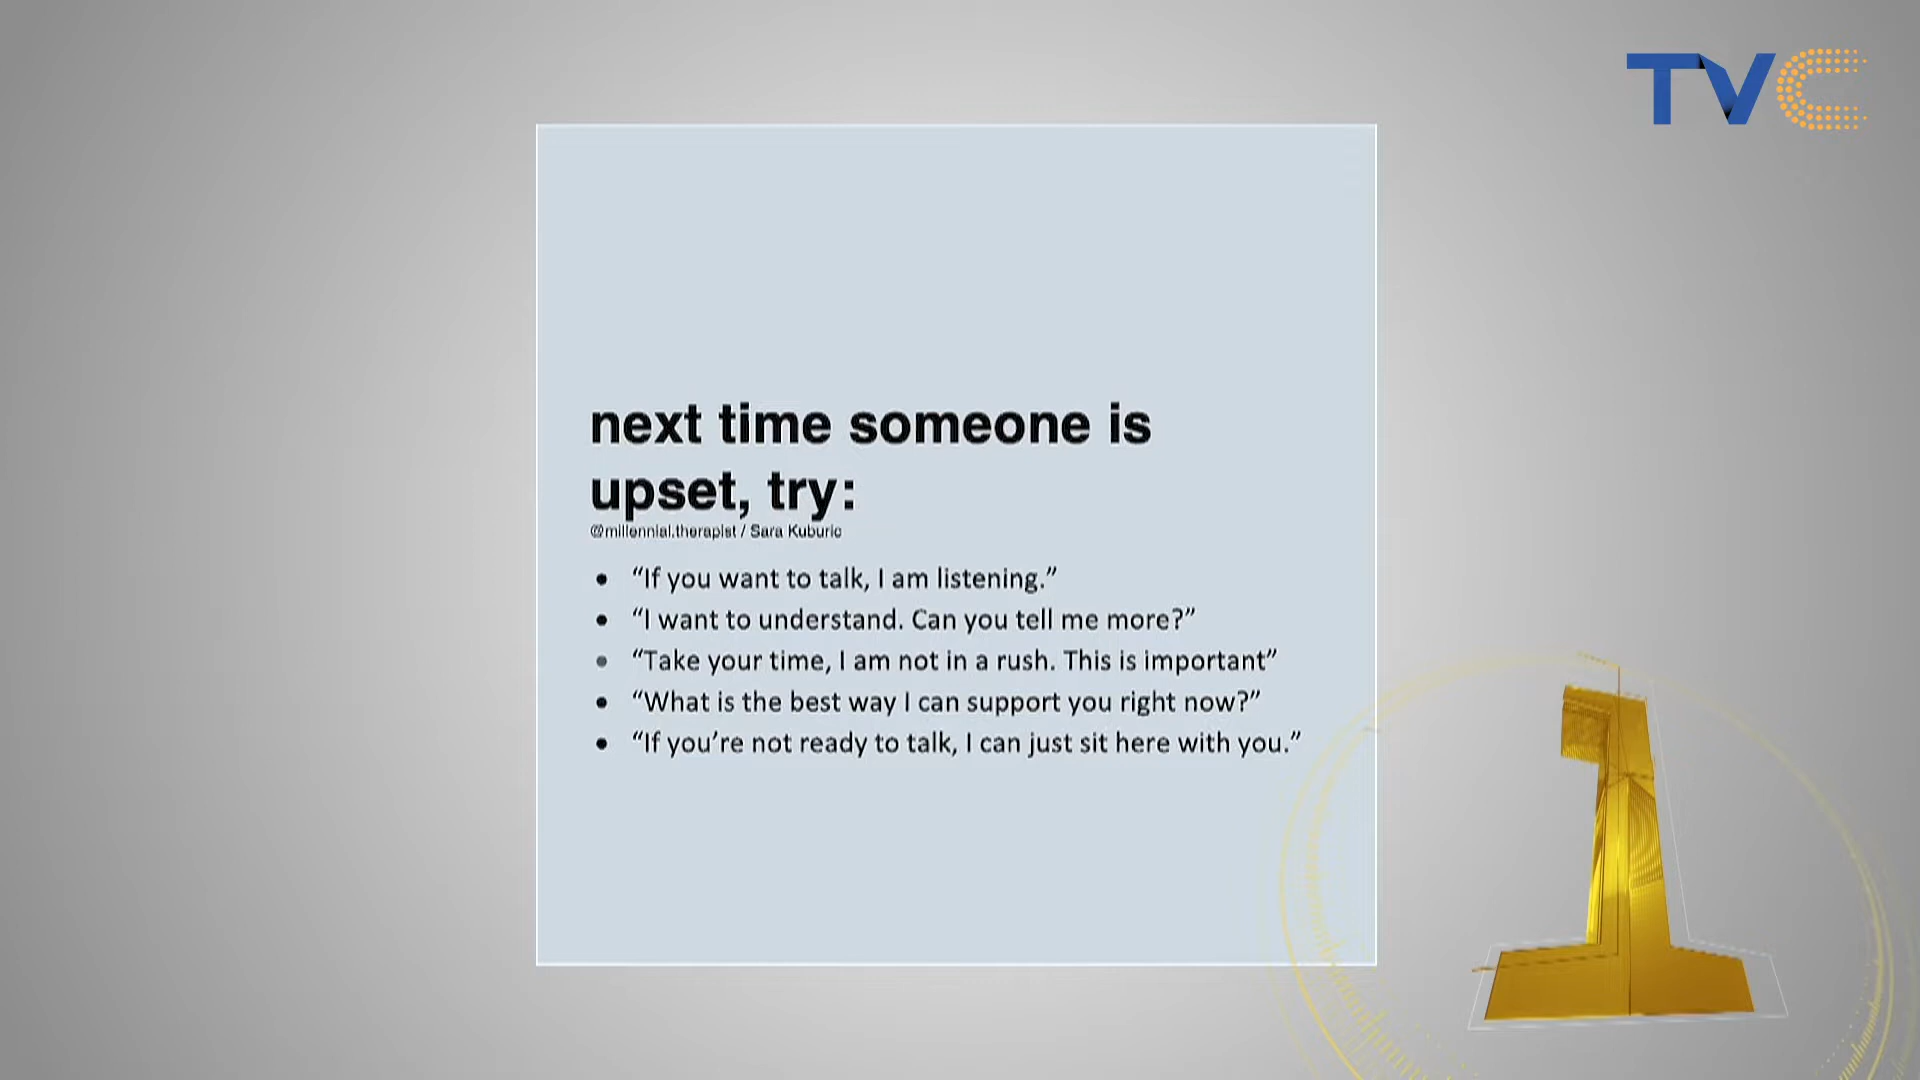 TVC
next time someone is
upset, try:
@millennial.therapist / Sara Kuburic
• “If you want to talk, I am listening.”
• “I want to understand. Can you tell me more?”
• “Take your time, I am not in a rush. This is important”
• “What is the best way I can support you right now?”
• “If you’re not ready to talk, I can just sit here with you.”
1